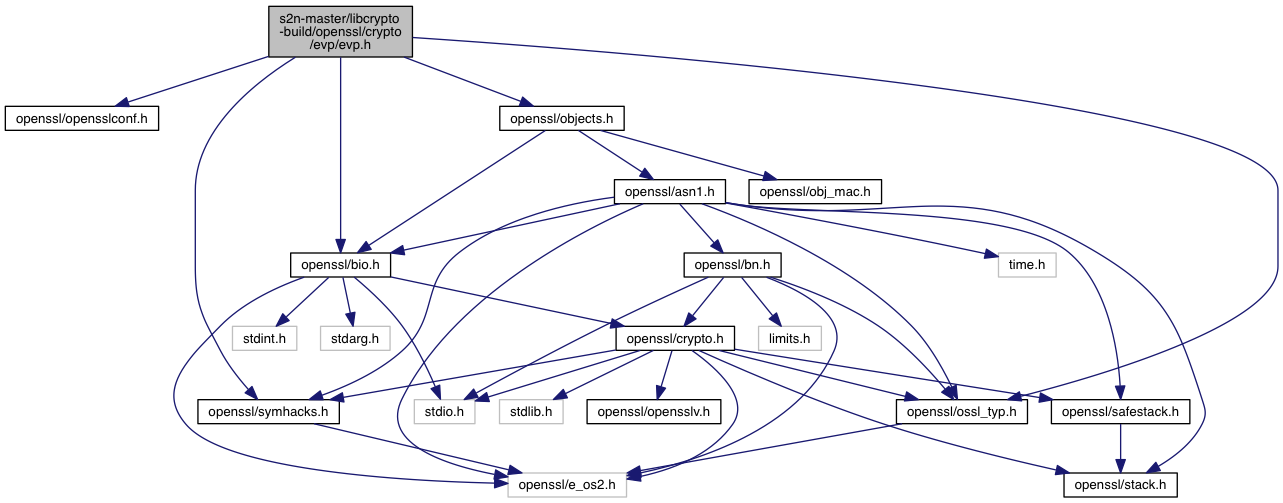 s2n-master/libcrypto
-build/openssl/crypto
/evp/evp.h
openssl/opensslconf.h
openssl/objects.h
openssl/asn1.h
openssl/obj_mac.h
openssl/bio.h
openssl/bn.h
time.h
stdint.h
stdarg.h
openssl/crypto.h
limits.h
openssl/symhacks.h
stdio.h
stdlib.h
openssl/opensslv.h
openssl/ossl_typ.h
openssl/safestack.h
openssl/e_os2.h
openssl/stack.h